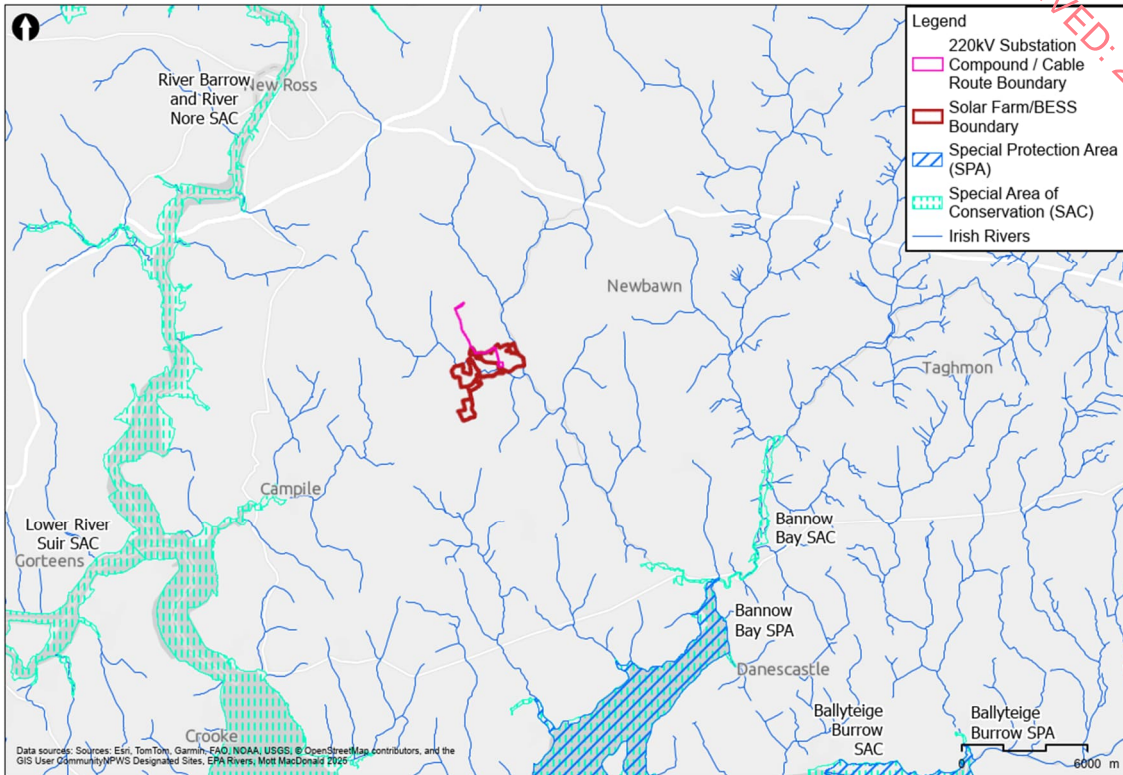 VED: 2
Legend
220kV Substation
Compound / Cable
Route Boundary
Solar Farm/BESS
Boundary
Special Protection Area
(SPA)
Special Area of
Conservation (SAC)
Irish Rivers
River Barrow
and River
Nore SAC
New Ross
Newbawn
Taghmon
Campile
Lower River
Suir SAC
Gorteens
Bannow
Bay SAC
Bannow
Bay SPA
Danescastle
Crooke
Ballyteige
Burrow
SAC
Ballyteige
Burrow SPA
0 6000 m
Data sources: Sources: Esri, TomTom, Garmin, FAO, NOAA, USGS, © OpenStreetMap contributors, and the
GIS User CommunityNPWS Designated Sites, EPA Rivers, Mott MacDonald 2025